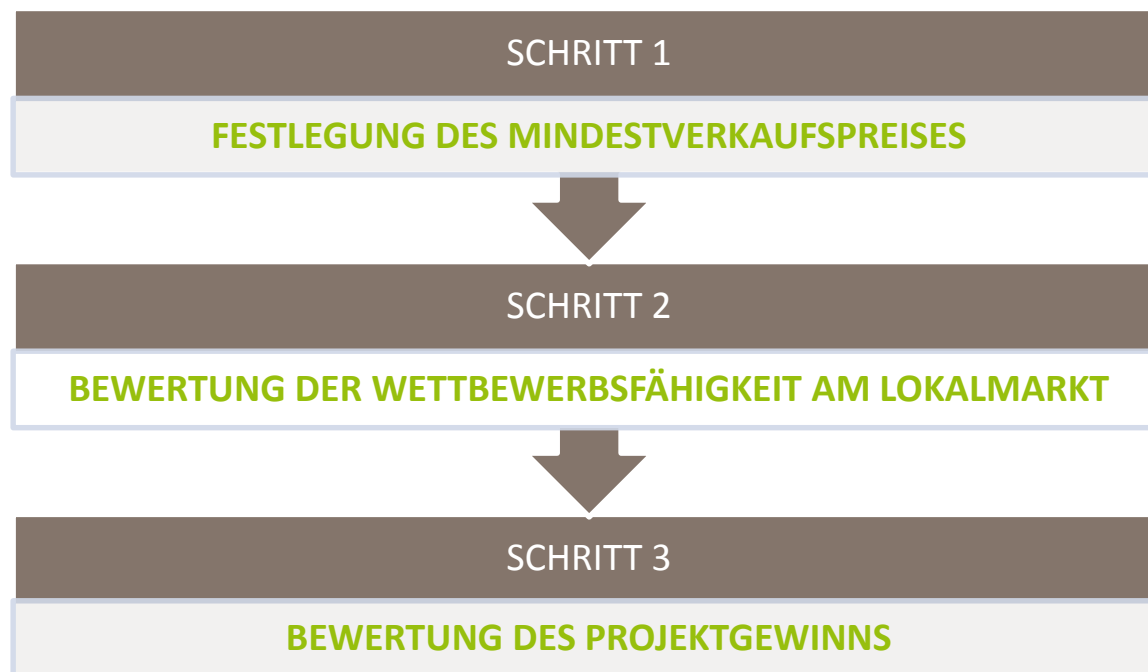 SCHRITT 1
FESTLEGUNG DES MINDESTVERKAUFSPREISES
SCHRITT 2
BEWERTUNG DER WETTBEWERBSFÄHIGKEIT AM LOKALMARKT
SCHRITT 3
BEWERTUNG DES PROJEKTGEWINNS